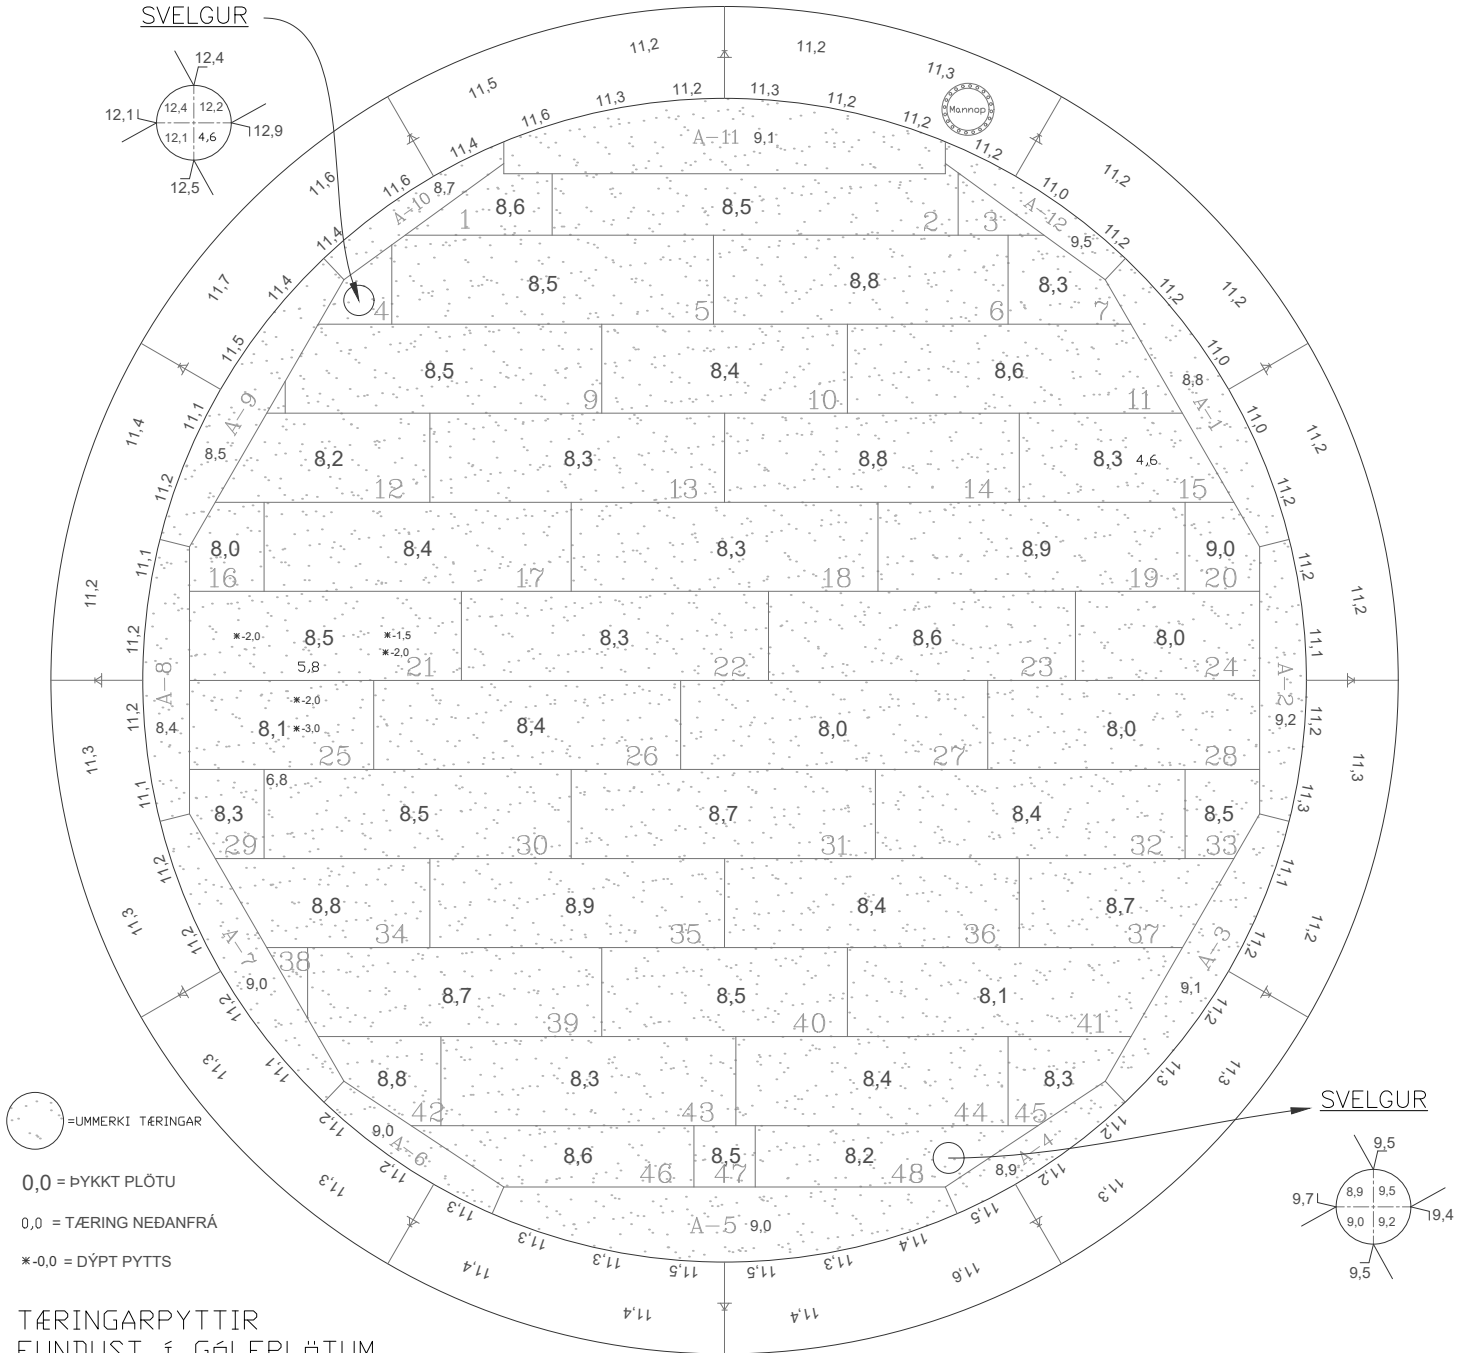 SVELGUR
12,4
12,4 12,2
12,1 12,9
12,1 4,6
12,5
11,2 11,2
11,5 11,3
Mannop
11,6 11,2
11,7 11,2
11,4 11,2
11,2 11,2
11,3 11,3
11,3 11,2
11,3 11,3
11,3 11,3
11,4 11,6
11,4 11,4
11,2 11,3
11,3 11,2
11,6 11,2
11,4 11,2
11,6 11,0
11,4 11,2
11,4 11,2
11,5 11,0
11,1 11,0
11,2 11,2
11,1 11,2
11,2 11,1
11,2 11,2
11,1 11,3
11,2 11,1
11,2 11,2
11,2 11,2
11,1 11,3
11,2 11,2
11,2 11,2
11,3 11,5
11,3 11,4
11,3 11,3
11,5 11,5
A-11 9,1
A-10 8,7
A-12 9,5
1 8,6 8,5 2 3
4 8,5 5 8,8 6 8,3 7
8,5 9 8,4 10 8,6 11
A-9 8,5
8,8 A-1
8,2 12 8,3 13 8,8 14 8,3 4,6 15
8,0 16 8,4 17 8,3 18 8,9 19 9,0 20
*-2,0 8,5 *-1,5
*-2,0
5,8 21 8,3 22 8,6 23 8,0 24
A-8 8,4
A-2 9,2
*-2,0
8,1 *-3,0
25 8,4 26 8,0 27 8,0 28
8,3 29 6,8 8,5 30 8,7 31 8,4 32 8,5 33
8,8 34 8,9 35 8,4 36 8,7 37
A-7 9,0
A-3 9,1
38 8,7 39 8,5 40 8,1 41
8,8 42 8,3 43 8,4 44 8,3 45
9,0 A-6
8,9 A-4
8,6 46 8,5 47 8,2 48
A-5 9,0
SVELGUR
9,5
8,9 9,5
9,7 9,4
9,0 9,2
9,5
=UMMERKI TÆRINGAR
0,0 = ÞYKKT PLÖTU
0,0 = TÆRING NEÐANFRÁ
*-0,0 = DÝPT PYTTS
TÆRINGARPYTTIR
FUNDUST Í GÓLFPLÖTUM